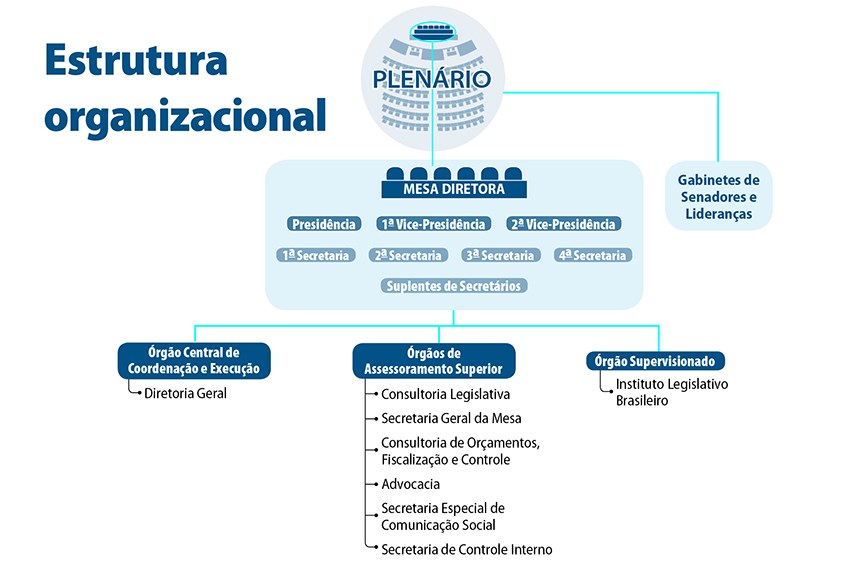 Estrutura
organizacional
PLENÁRIO
MESA DIRETORA
Gabinetes de
Senadores e
Lideranças
Presidência
1ª Vice-Presidência
2ª Vice-Presidência
1ª Secretaria
2ª Secretaria
3ª Secretaria
4ª Secretaria
Suplentes de Secretários
Órgão Central de
Coordenação e Execução
Diretoria Geral
Órgãos de
Assessoramento Superior
Consultoria Legislativa
Secretaria Geral da Mesa
Consultoria de Orçamentos,
Fiscalização e Controle
Advocacia
Secretaria Especial de
Comunicação Social
Secretaria de Controle Interno
Órgão Supervisionado
Instituto Legislativo
Brasileiro